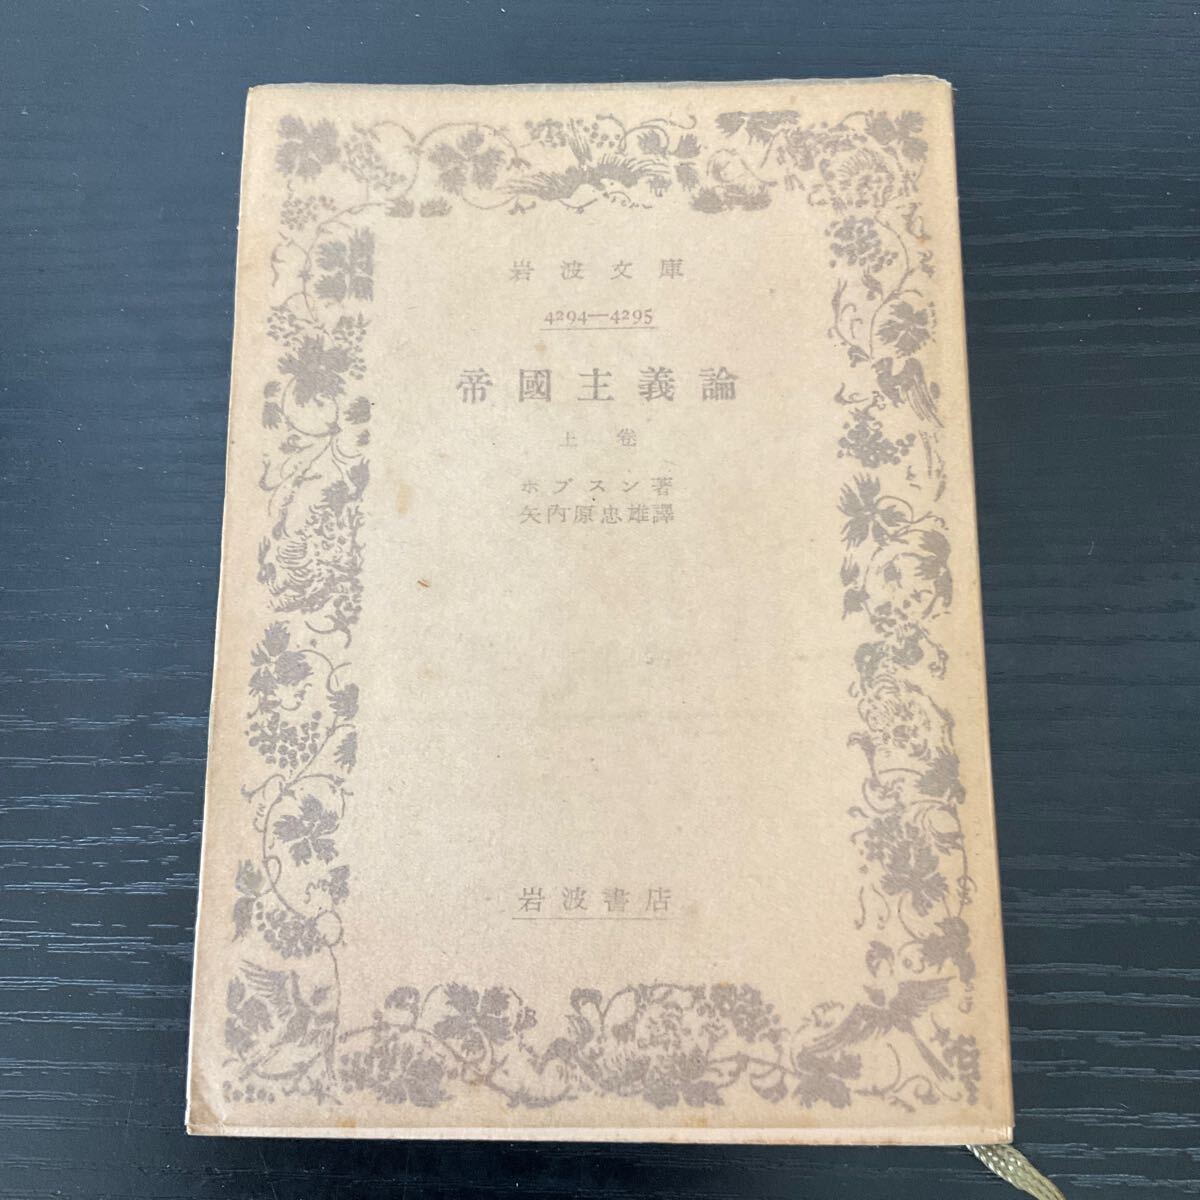 岩波文庫
4294—4295
帝國主義論
上卷
ホブスン著
矢内原忠雄譯
岩波書店